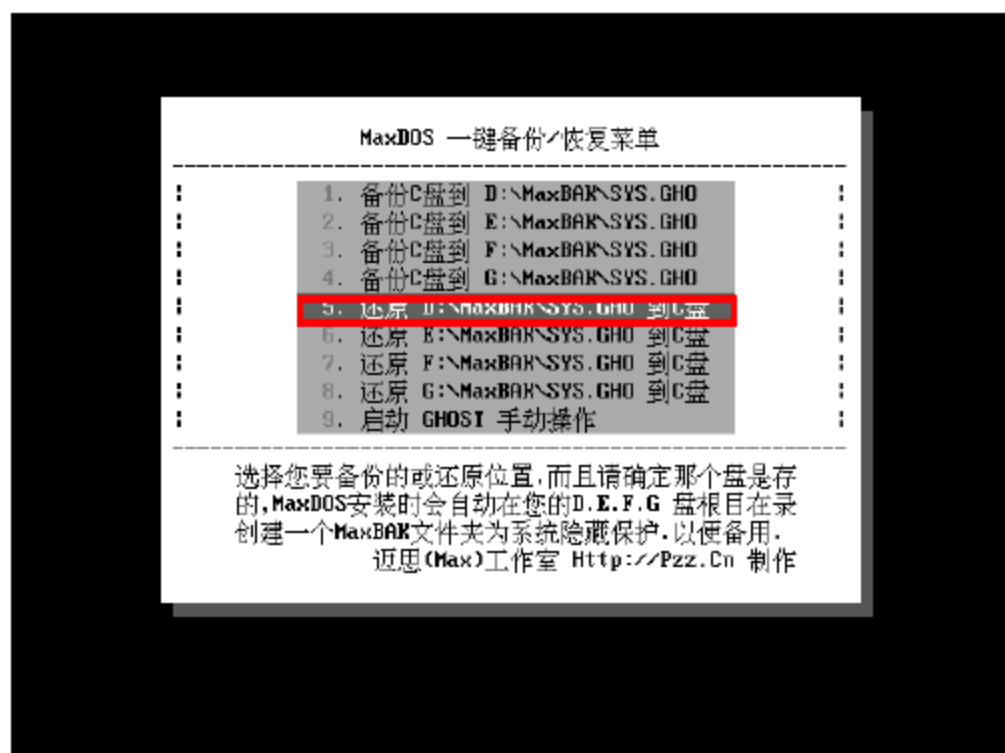 MaxDOS 一键备份/恢复菜单
1. 备份C盘到 D:\MaxBAK\SYS.GHO
2. 备份C盘到 E:\MaxBAK\SYS.GHO
3. 备份C盘到 F:\MaxBAK\SYS.GHO
4. 备份C盘到 G:\MaxBAK\SYS.GHO
5. 还原 D:\MaxBAK\SYS.GHO 到C盘
6. 还原 E:\MaxBAK\SYS.GHO 到C盘
7. 还原 F:\MaxBAK\SYS.GHO 到C盘
8. 还原 G:\MaxBAK\SYS.GHO 到C盘
9. 启动 GHOST 手动操作
选择您要备份的或还原位置,而且请确定那个盘是存
的,MaxDOS安装时会自动在您的D.E.F.G 盘根目在录
创建一个MaxBAK文件夹为系统隐藏保护.以便备用.
迈思(Max)工作室 Http://Pzz.Cn 制作